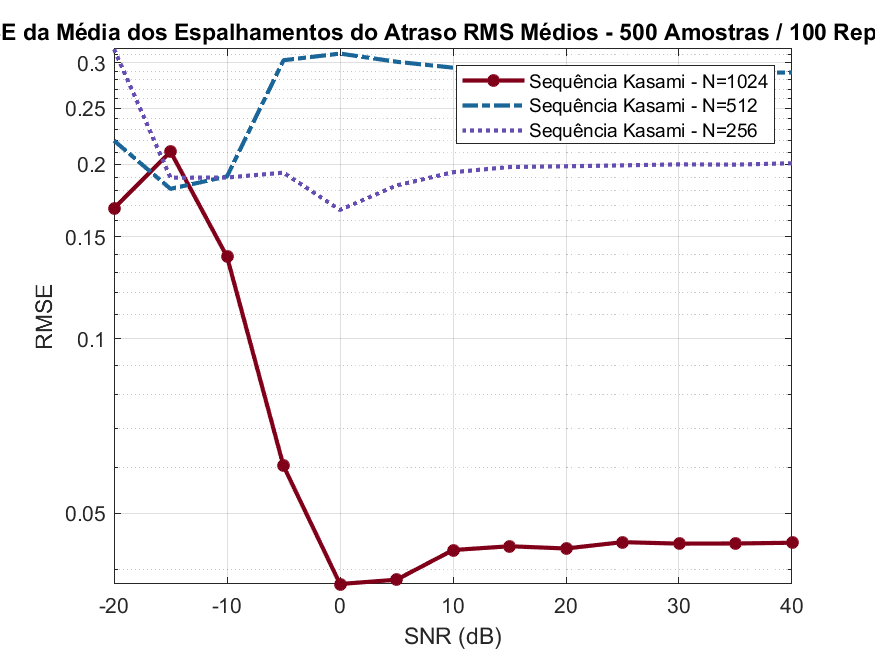 E da Média dos Espalhamentos do Atraso RMS Médios - 500 Amostras / 100 Rep
0.3
0.25
0.2
0.15
0.1
0.05
RMSE
Sequência Kasami - N=1024
Sequência Kasami - N=512
Sequência Kasami - N=256
-20 -10 0 10 20 30 40
SNR (dB)